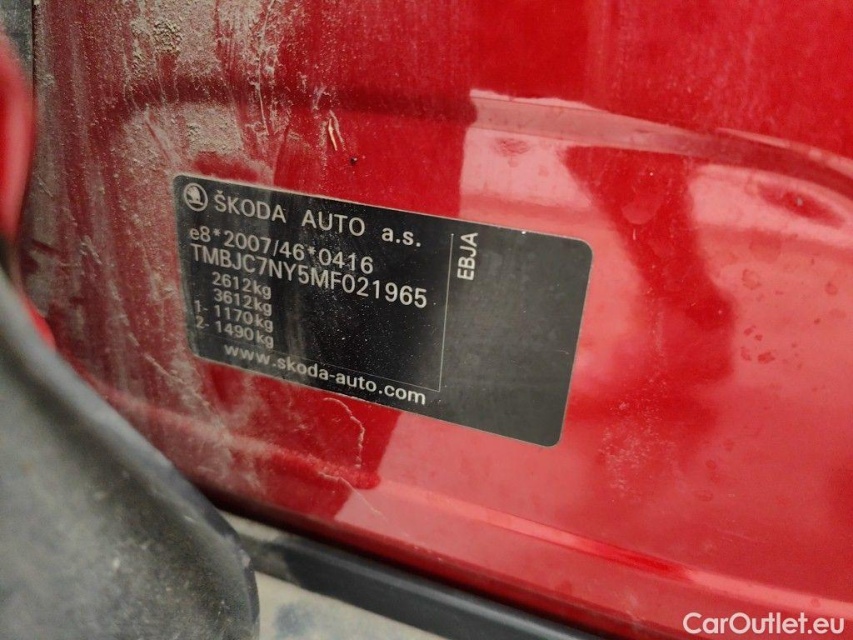 ŠKODA AUTO a.s.
e8*2007/46*0416
TMBJC7NY5MF021965
2612kg
3612kg
1- 1170kg
2- 1490kg
www.skoda-auto.com
EBJA
CarOutlet.eu